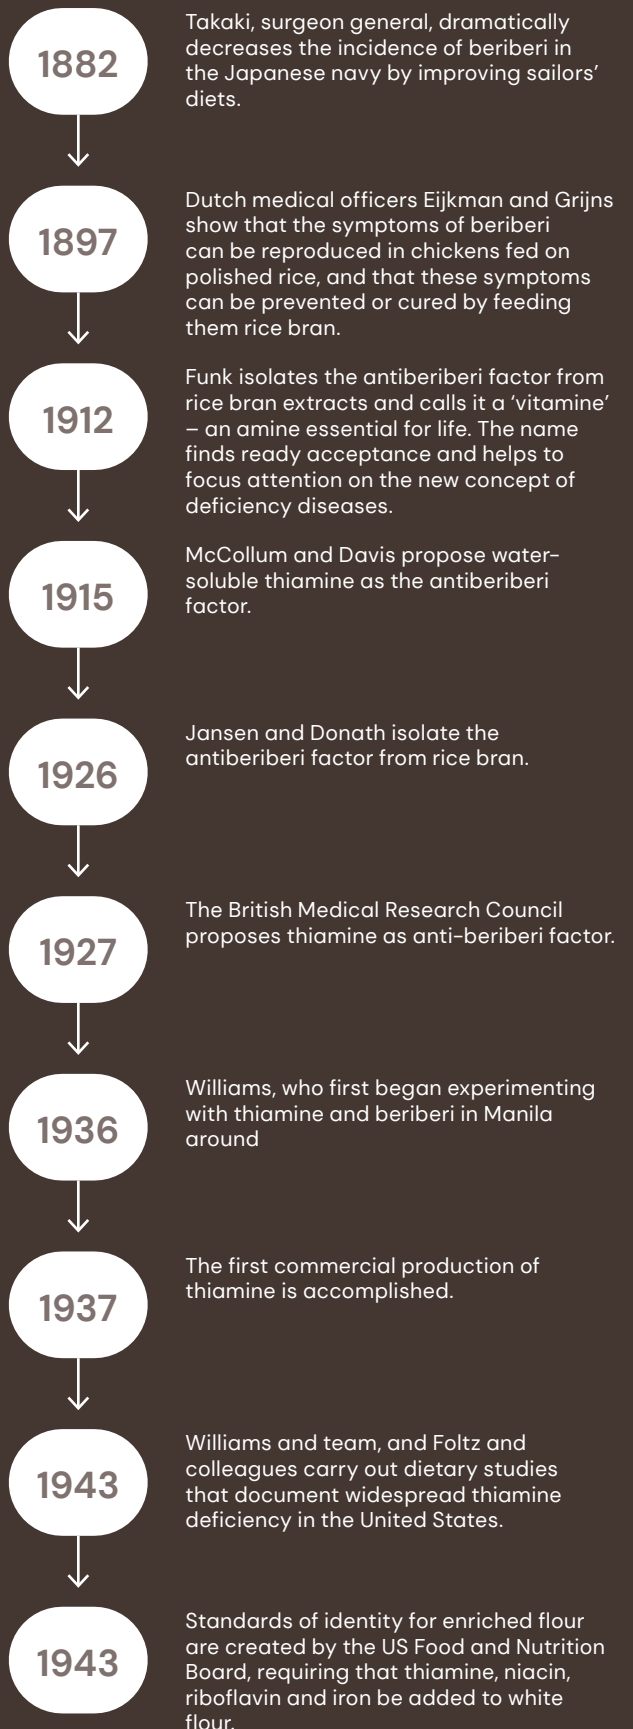 1882
Takaki, surgeon general, dramatically
decreases the incidence of beriberi in
the Japanese navy by improving sailors’
diets.
1897
Dutch medical officers Eijkman and Grijns
show that the symptoms of beriberi
can be reproduced in chickens fed on
polished rice, and that these symptoms
can be prevented or cured by feeding
them rice bran.
1912
Funk isolates the antiberiberi factor from
rice bran extracts and calls it a ‘vitamine’
– an amine essential for life. The name
finds ready acceptance and helps to
focus attention on the new concept of
deficiency diseases.
1915
McCollum and Davis propose water-
soluble thiamine as the antiberiberi
factor.
1926
Jansen and Donath isolate the
antiberiberi factor from rice bran.
1927
The British Medical Research Council
proposes thiamine as anti-beriberi factor.
1936
Williams, who first began experimenting
with thiamine and beriberi in Manila
around
1937
The first commercial production of
thiamine is accomplished.
1943
Williams and team, and Foltz and
colleagues carry out dietary studies
that document widespread thiamine
deficiency in the United States.
1943
Standards of identity for enriched flour
are created by the US Food and Nutrition
Board, requiring that thiamine, niacin,
riboflavin and iron be added to white
flour.